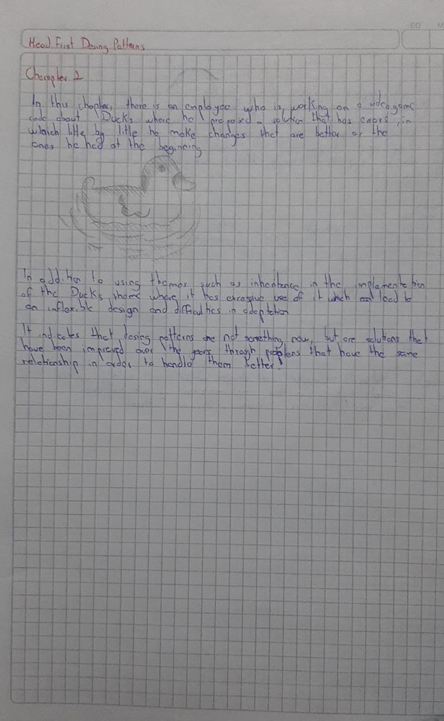 Head First Desing Patterns
Chapter 1
In this chapter, there is an employee who is working on a videogame
code about Ducks where he proposed a solution that has errors, in
which little by little he make changes that are better or the
ones he had at the beginning
In addition to using themes such as inheritance in the implementation
of the Ducks, where it has excessive use of it which can lead to
an inflexible design and difficulties in adaptation
It indicates that desing patterns are not something new, but are solutions that
have been improved over the years through problems that have the same
relationship in order to handle them better